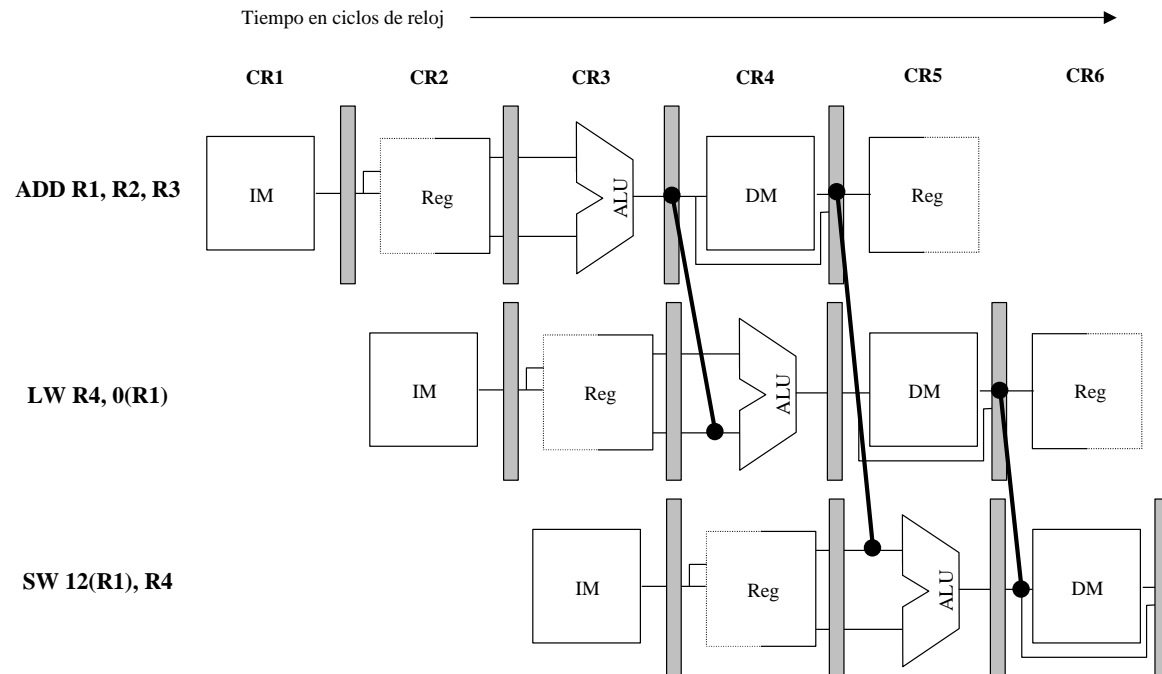 Tiempo en ciclos de reloj
CR1 CR2 CR3 CR4 CR5 CR6
ADD R1, R2, R3 IM Reg ALU DM Reg
LW R4, 0(R1) IM Reg ALU DM Reg
SW 12(R1), R4 IM Reg ALU DM